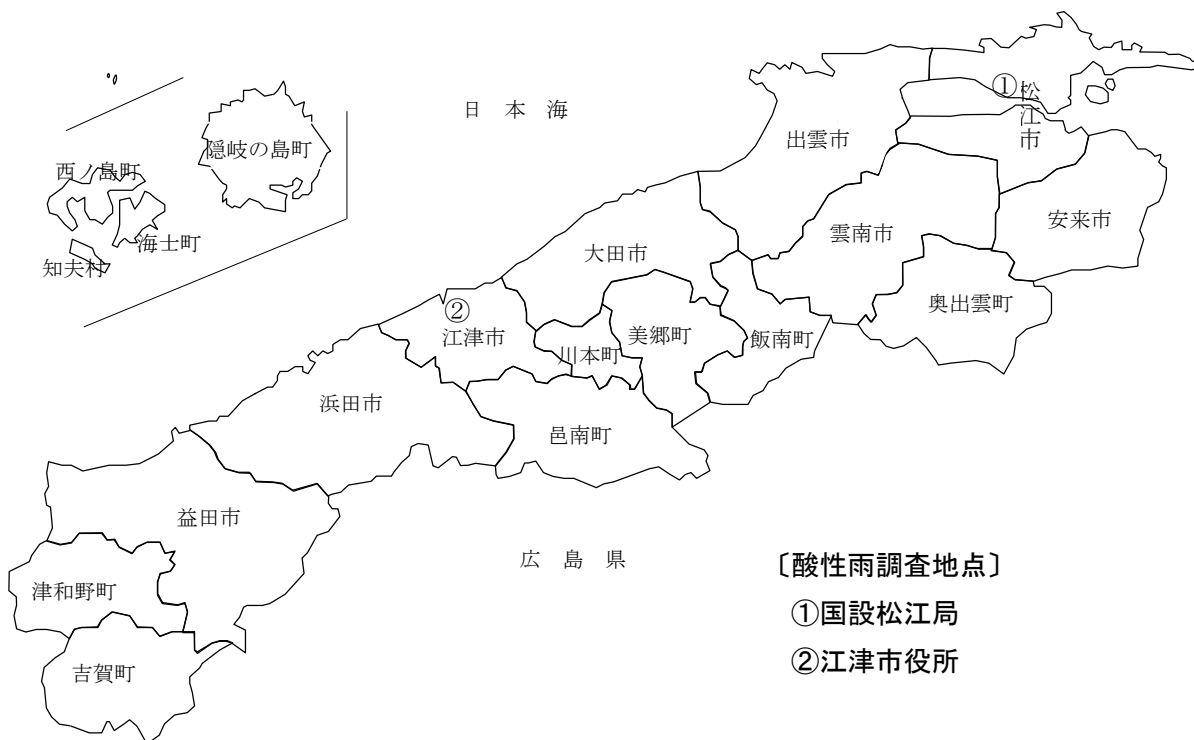 日本海
①松江市
出雲市
隠岐の島町
西ノ島町
海士町
知夫村
安来市
雲南市
大田市
奥出雲町
②
江津市
美郷町
飯南町
川本町
浜田市
邑南町
益田市
広島県
津和野町
吉賀町
〔酸性雨調査地点〕
①国設松江局
②江津市役所